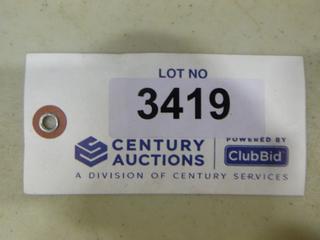 LOT NO
3419
CENTURY
AUCTIONS
POWERED BY
ClubBid
A DIVISION OF CENTURY SERVICES